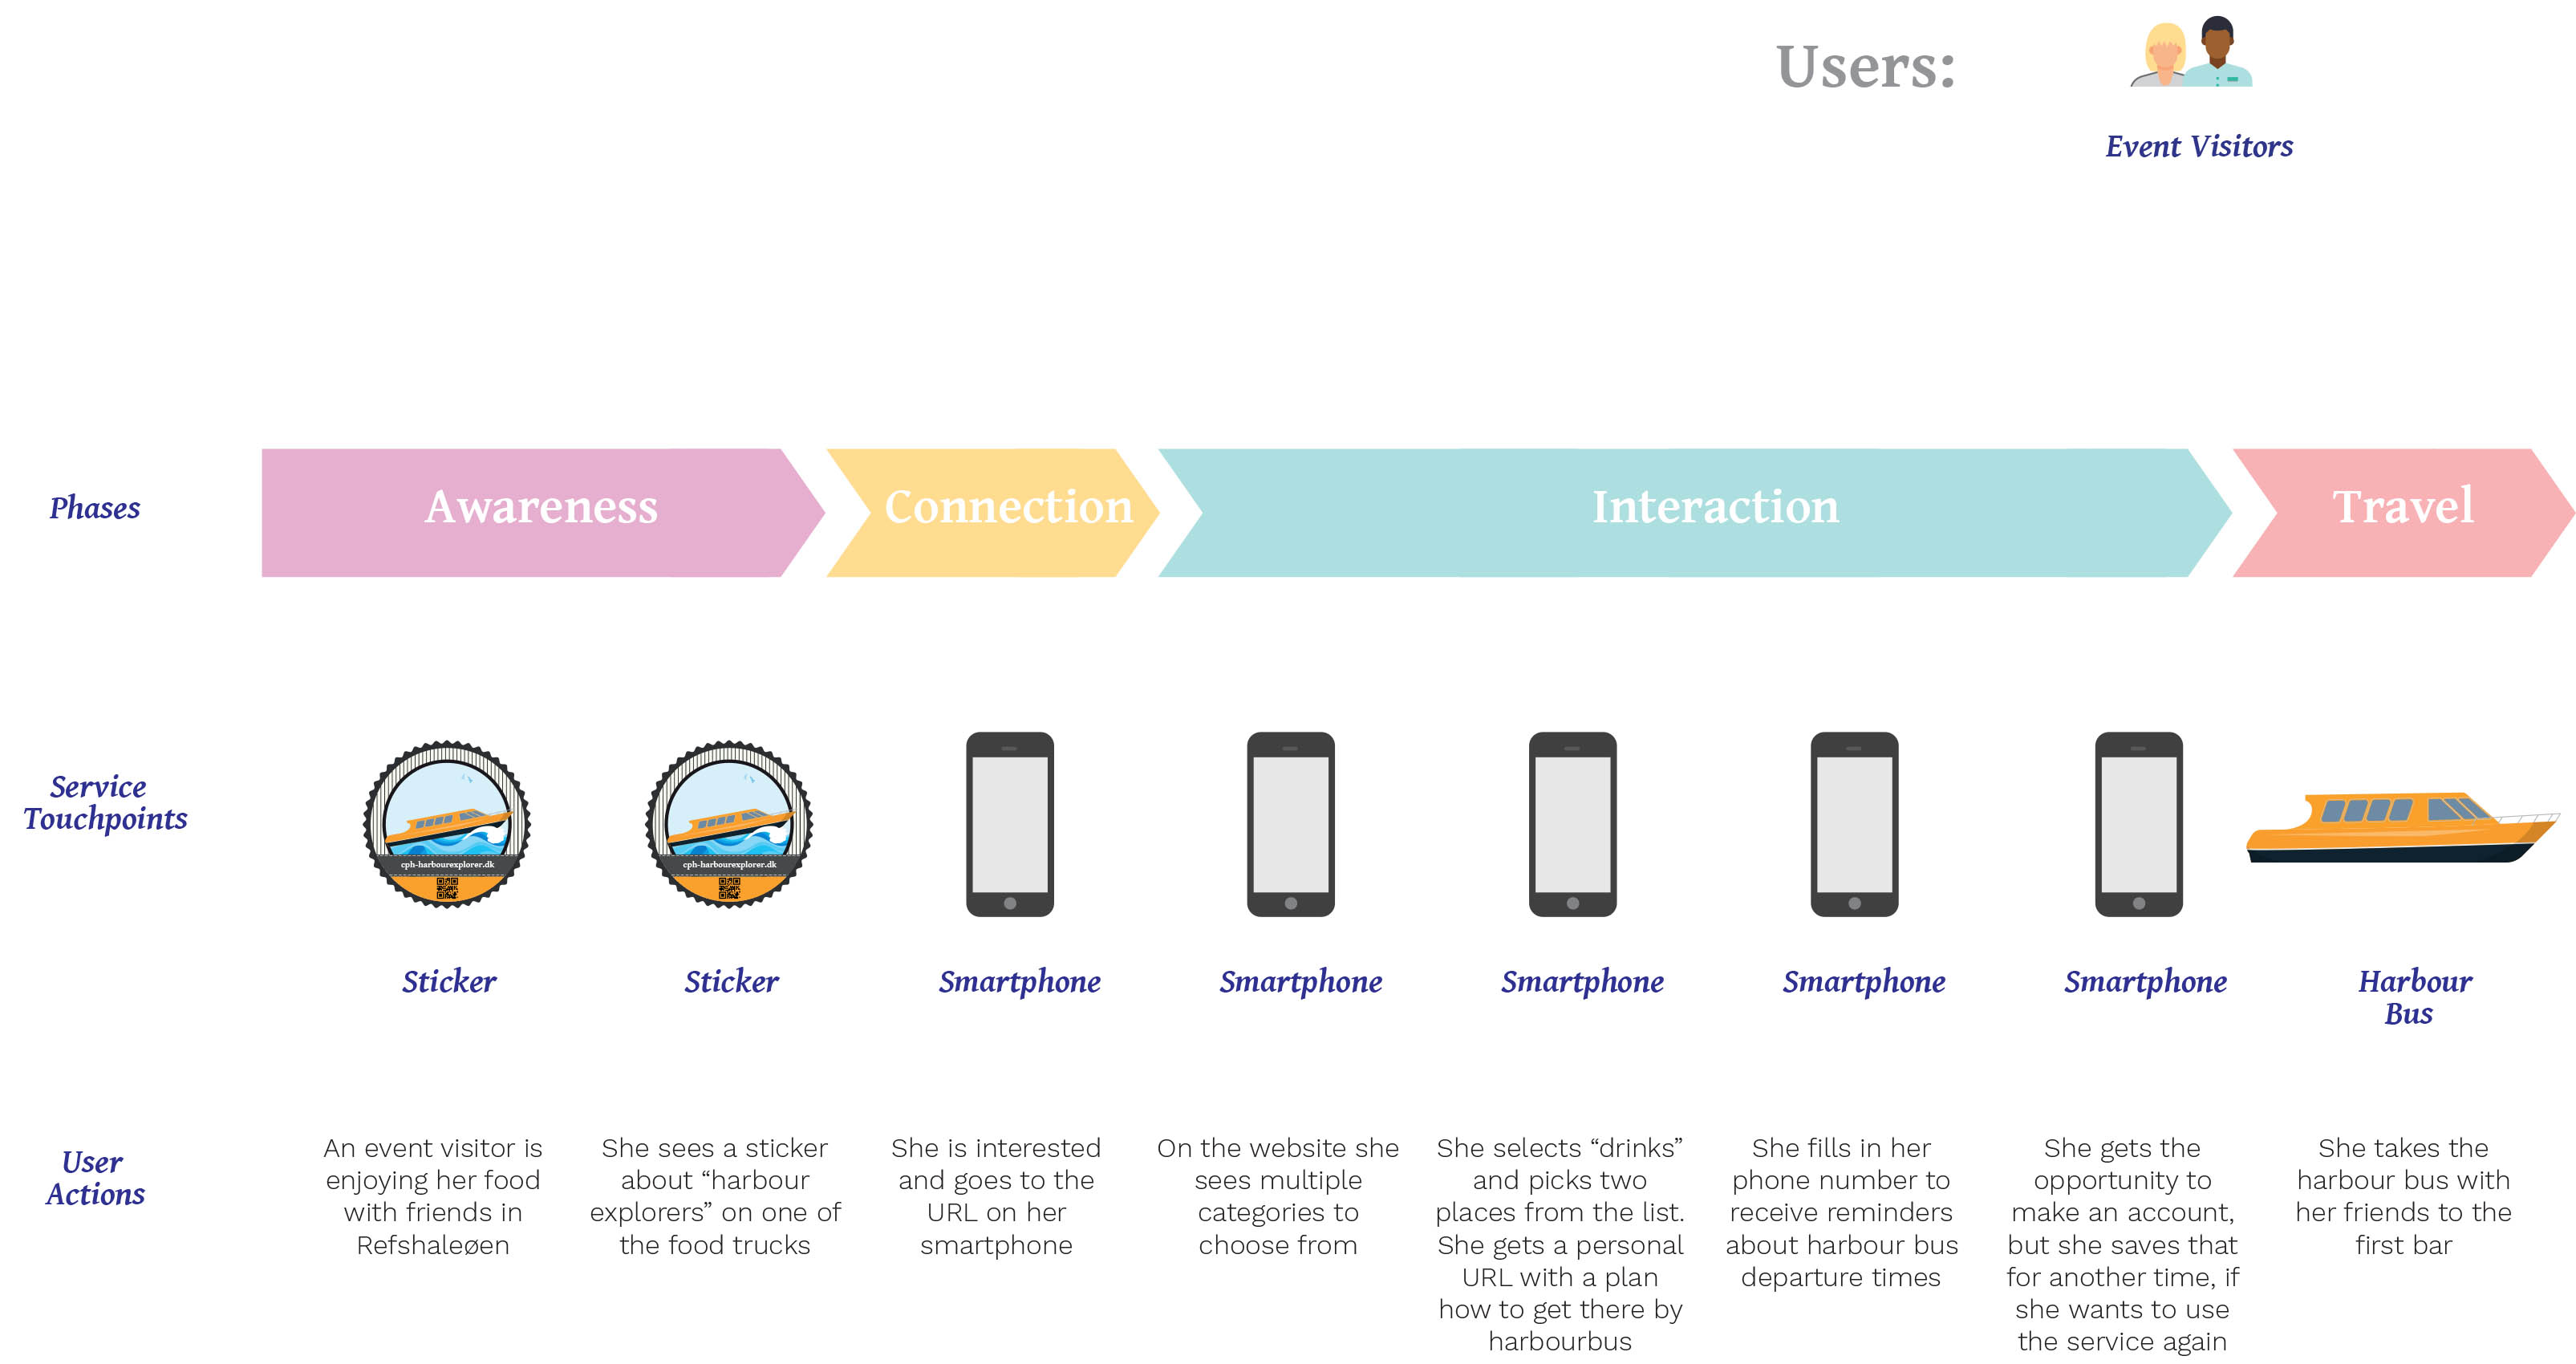 Users:
Event Visitors
Phases
Awareness
Connection
Interaction
Travel
Service
Touchpoints
cph-harbourexplorer.dk
cph-harbourexplorer.dk
Sticker
Sticker
Smartphone
Smartphone
Smartphone
Smartphone
Smartphone
Harbour
Bus
User
Actions
An event visitor is
enjoying her food
with friends in
Refshaleøen
She sees a sticker
about “harbour
explorers” on one of
the food trucks
She is interested
and goes to the
URL on her
smartphone
On the website she
sees multiple
categories to
choose from
She selects “drinks”
and picks two
places from the list.
She gets a personal
URL with a plan
how to get there by
harbourbus
She fills in her
phone number to
receive reminders
about harbour bus
departure times
She gets the
opportunity to
make an account,
but she saves that
for another time, if
she wants to use
the service again
She takes the
harbour bus with
her friends to the
first bar